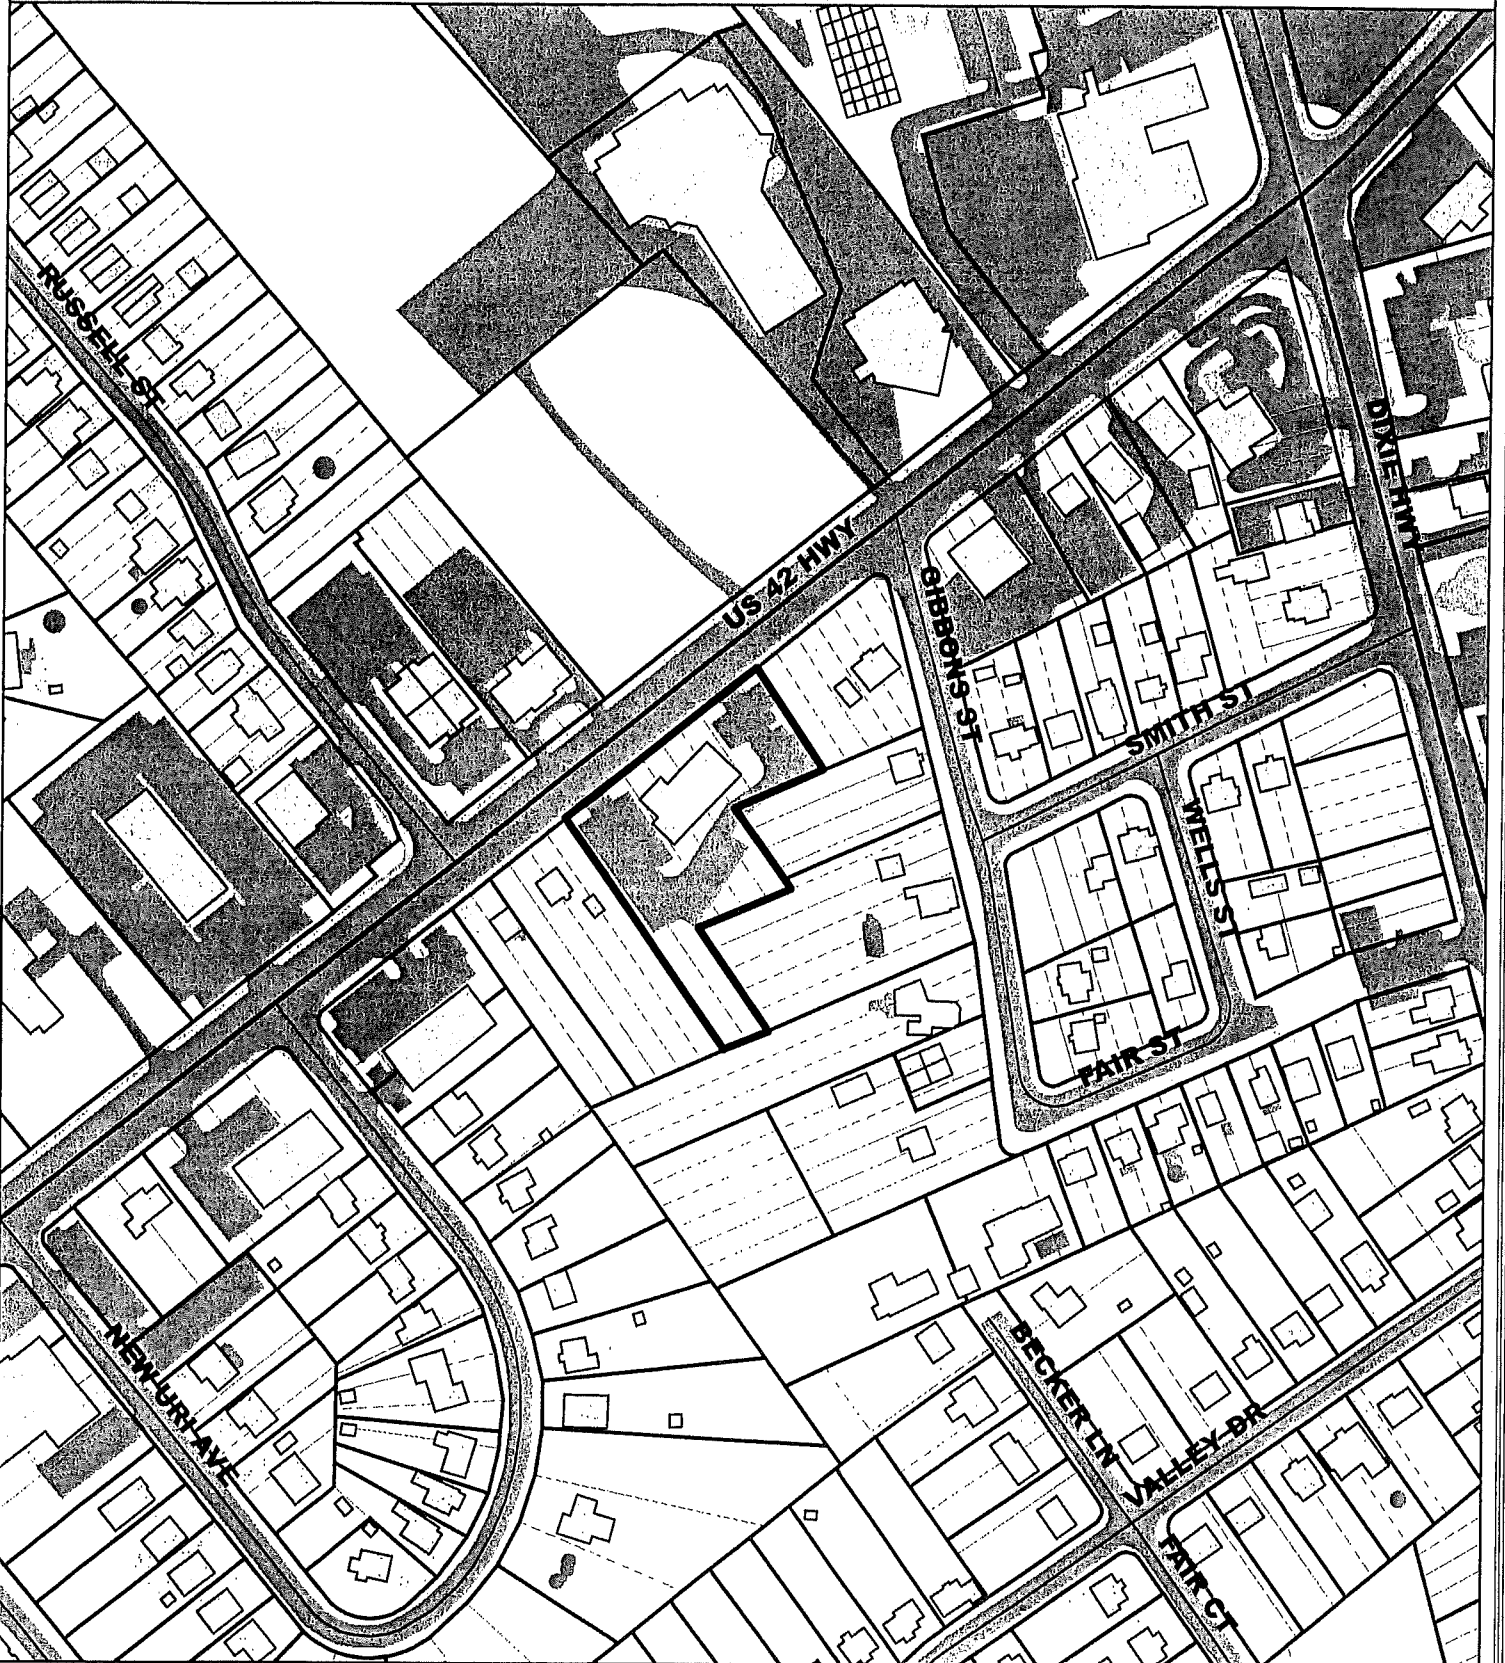 RUSSELL ST
DIXIE HWY
US 42 HWY
GIBBONS ST
SMITH ST
WELLS ST
FAIR ST
NEW URI AVE
BECKER LN
VALLEY DR
FAIR CT